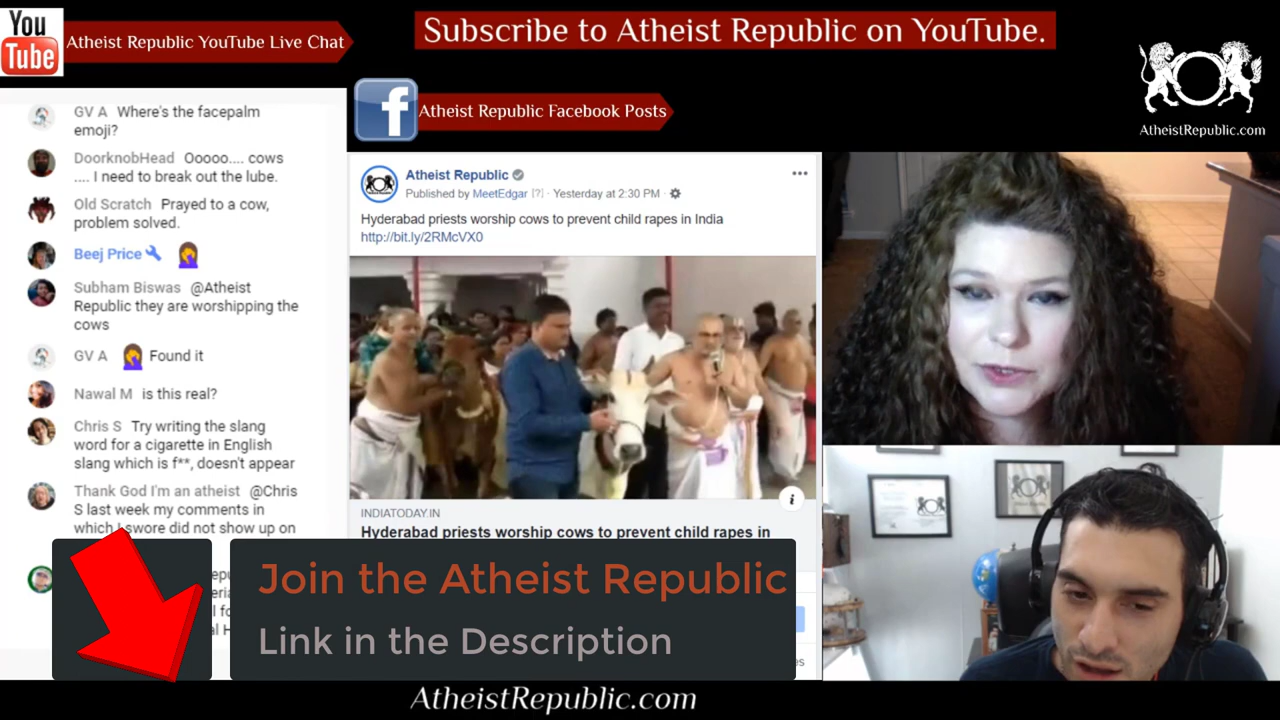 You
Tube
Atheist Republic YouTube Live Chat
Subscribe to Atheist Republic on YouTube.
AtheistRepublic.com
f
Atheist Republic Facebook Posts
GV A Where's the facepalm
emoji?
DoorknobHead Ooooo.... cows
.... I need to break out the lube.
Old Scratch Prayed to a cow,
problem solved.
Beej Price
Subham Biswas @Atheist
Republic they are worshipping the
cows
GV A Found it
Nawal M is this real?
Chris S Try writing the slang
word for a cigarette in English
slang which is f**, doesn't appear
Thank God I'm an atheist @Chris
S last week my comments in
which I swore did not show up on
Atheist Republic
Published by MeetEdgar [?] · Yesterday at 2:30 PM ·
Hyderabad priests worship cows to prevent child rapes in India
http://bit.ly/2RMcVX0
i
INDIATODAY.IN
Hyderabad priests worship cows to prevent child rapes in
Join the Atheist Republic
Link in the Description
AtheistRepublic.com